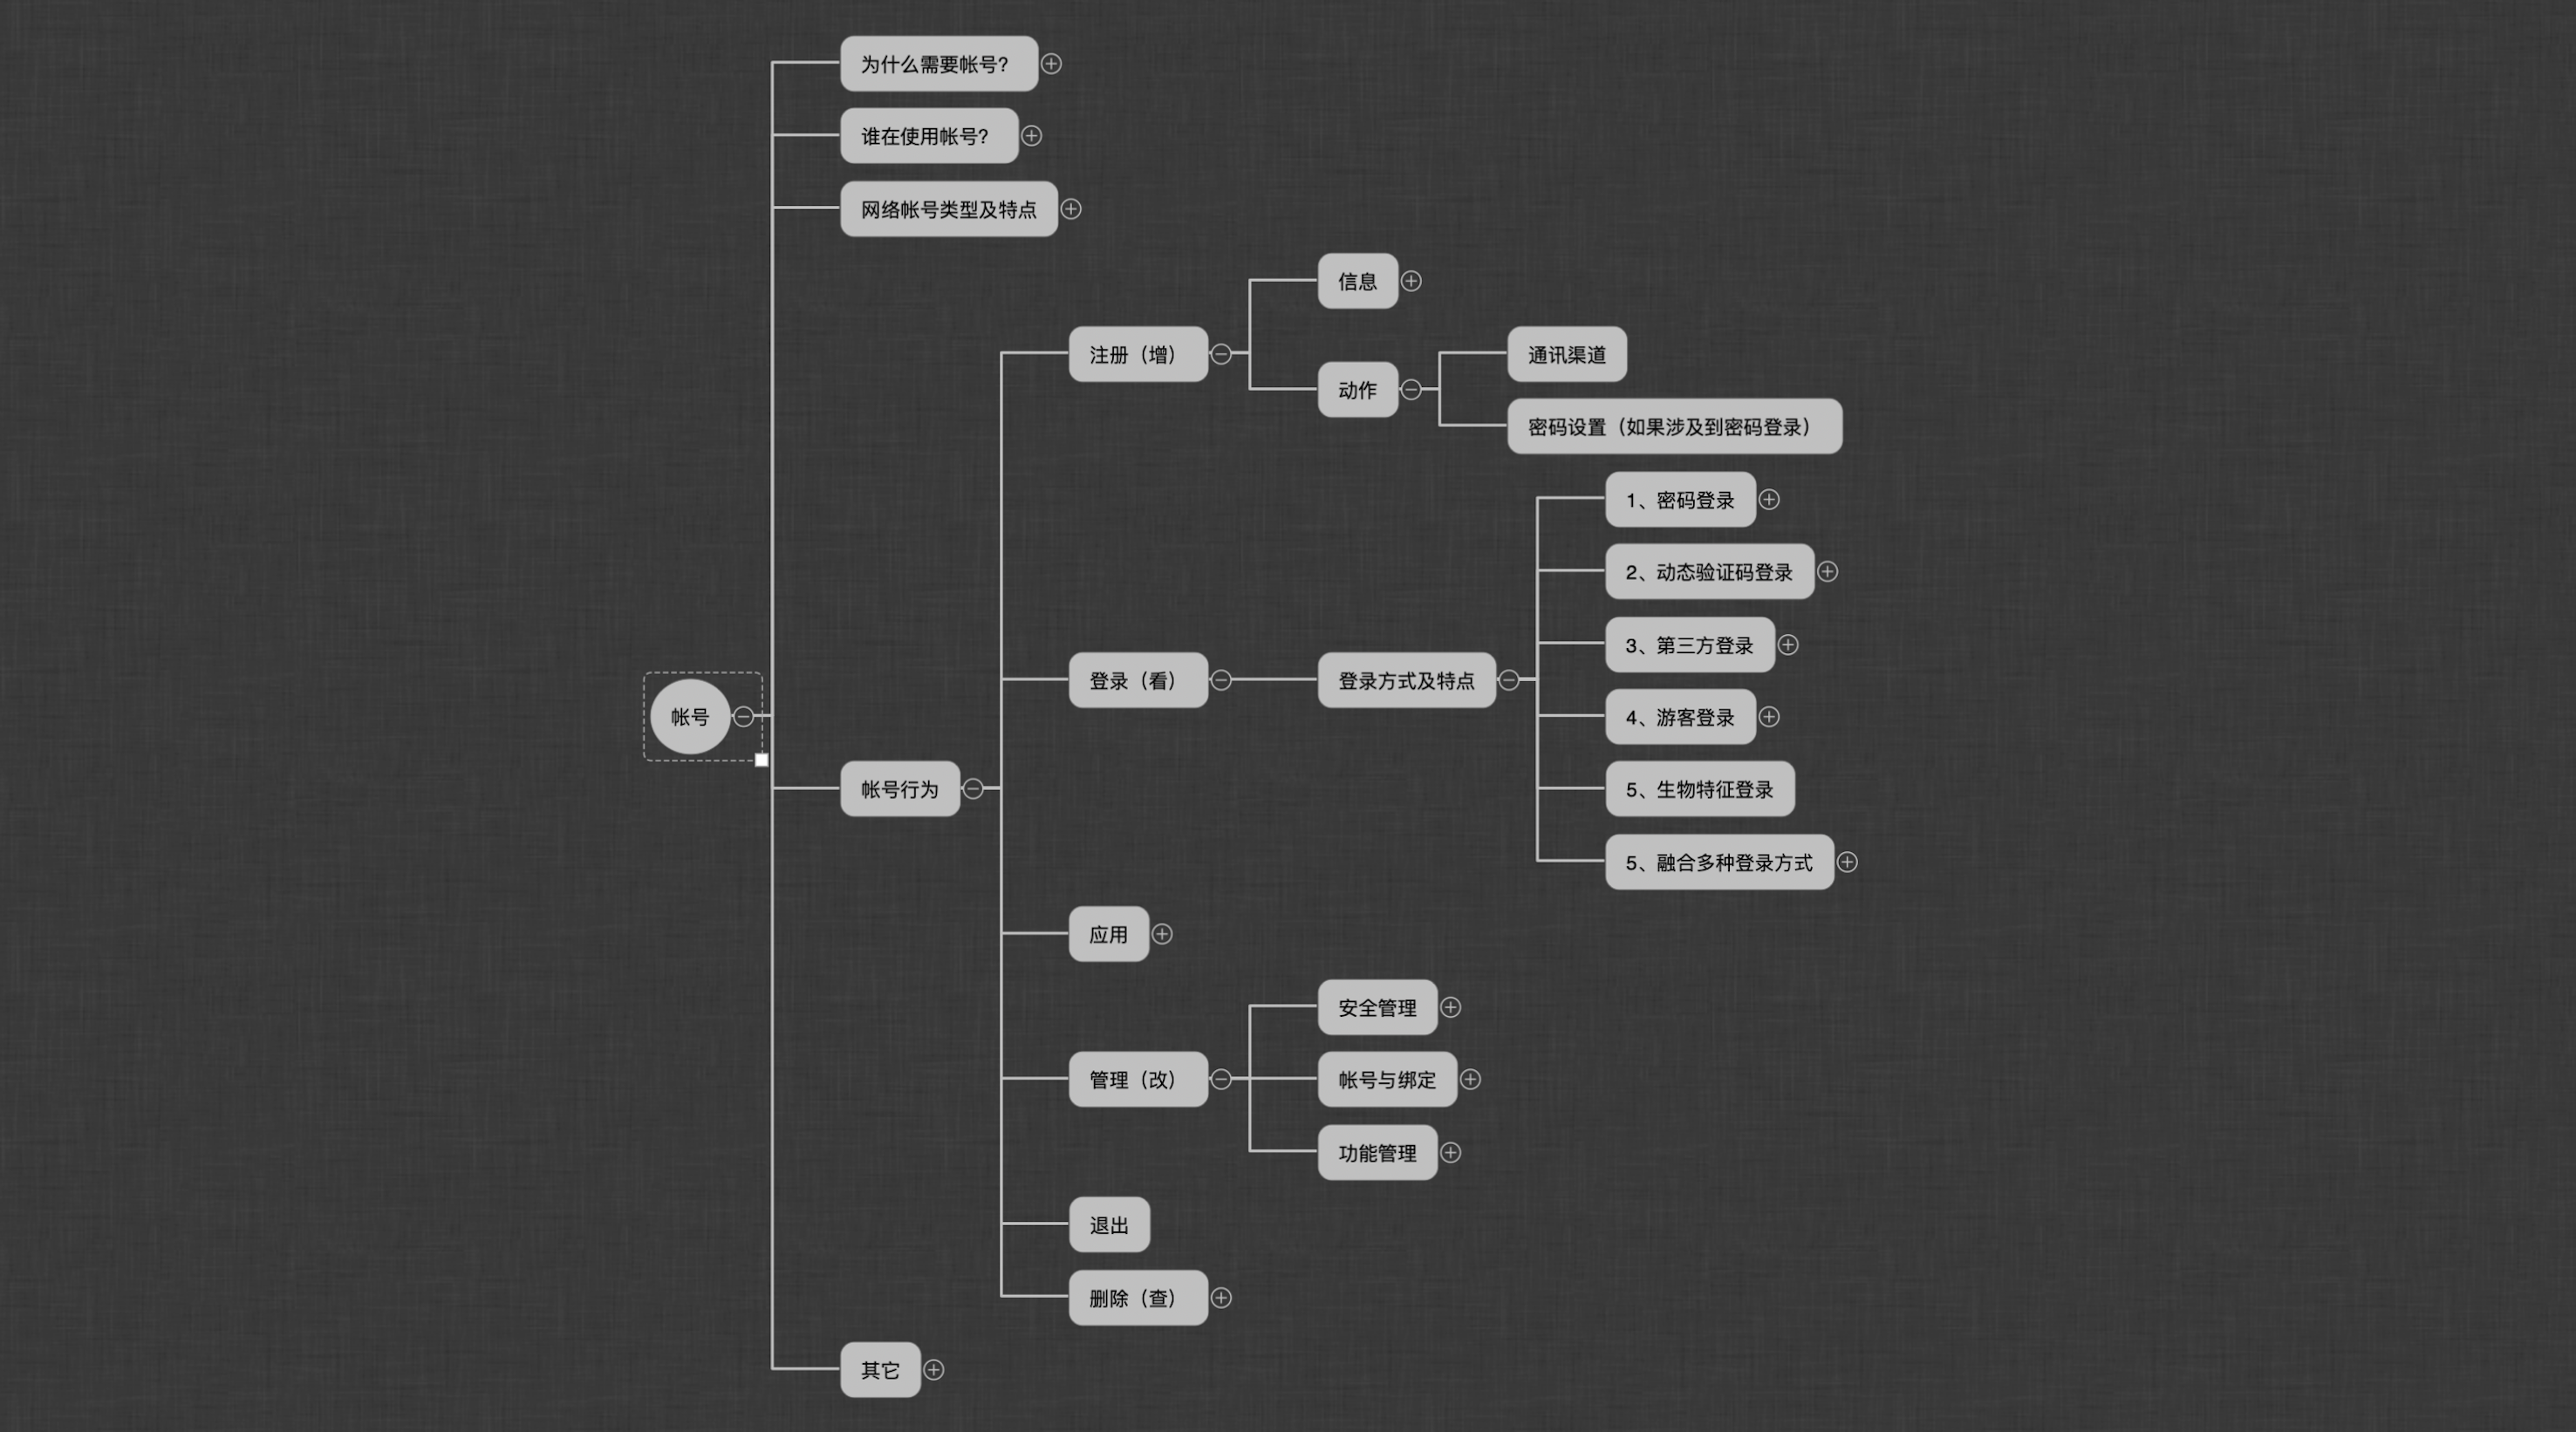 为什么需要帐号？
谁在使用帐号？
网络帐号类型及特点
信息
注册（增）
动作
通讯渠道
密码设置（如果涉及到密码登录）
1、密码登录
2、动态验证码登录
3、第三方登录
登录（看）
登录方式及特点
4、游客登录
帐号
帐号行为
5、生物特征登录
5、融合多种登录方式
应用
安全管理
管理（改）
帐号与绑定
功能管理
退出
删除（查）
其它